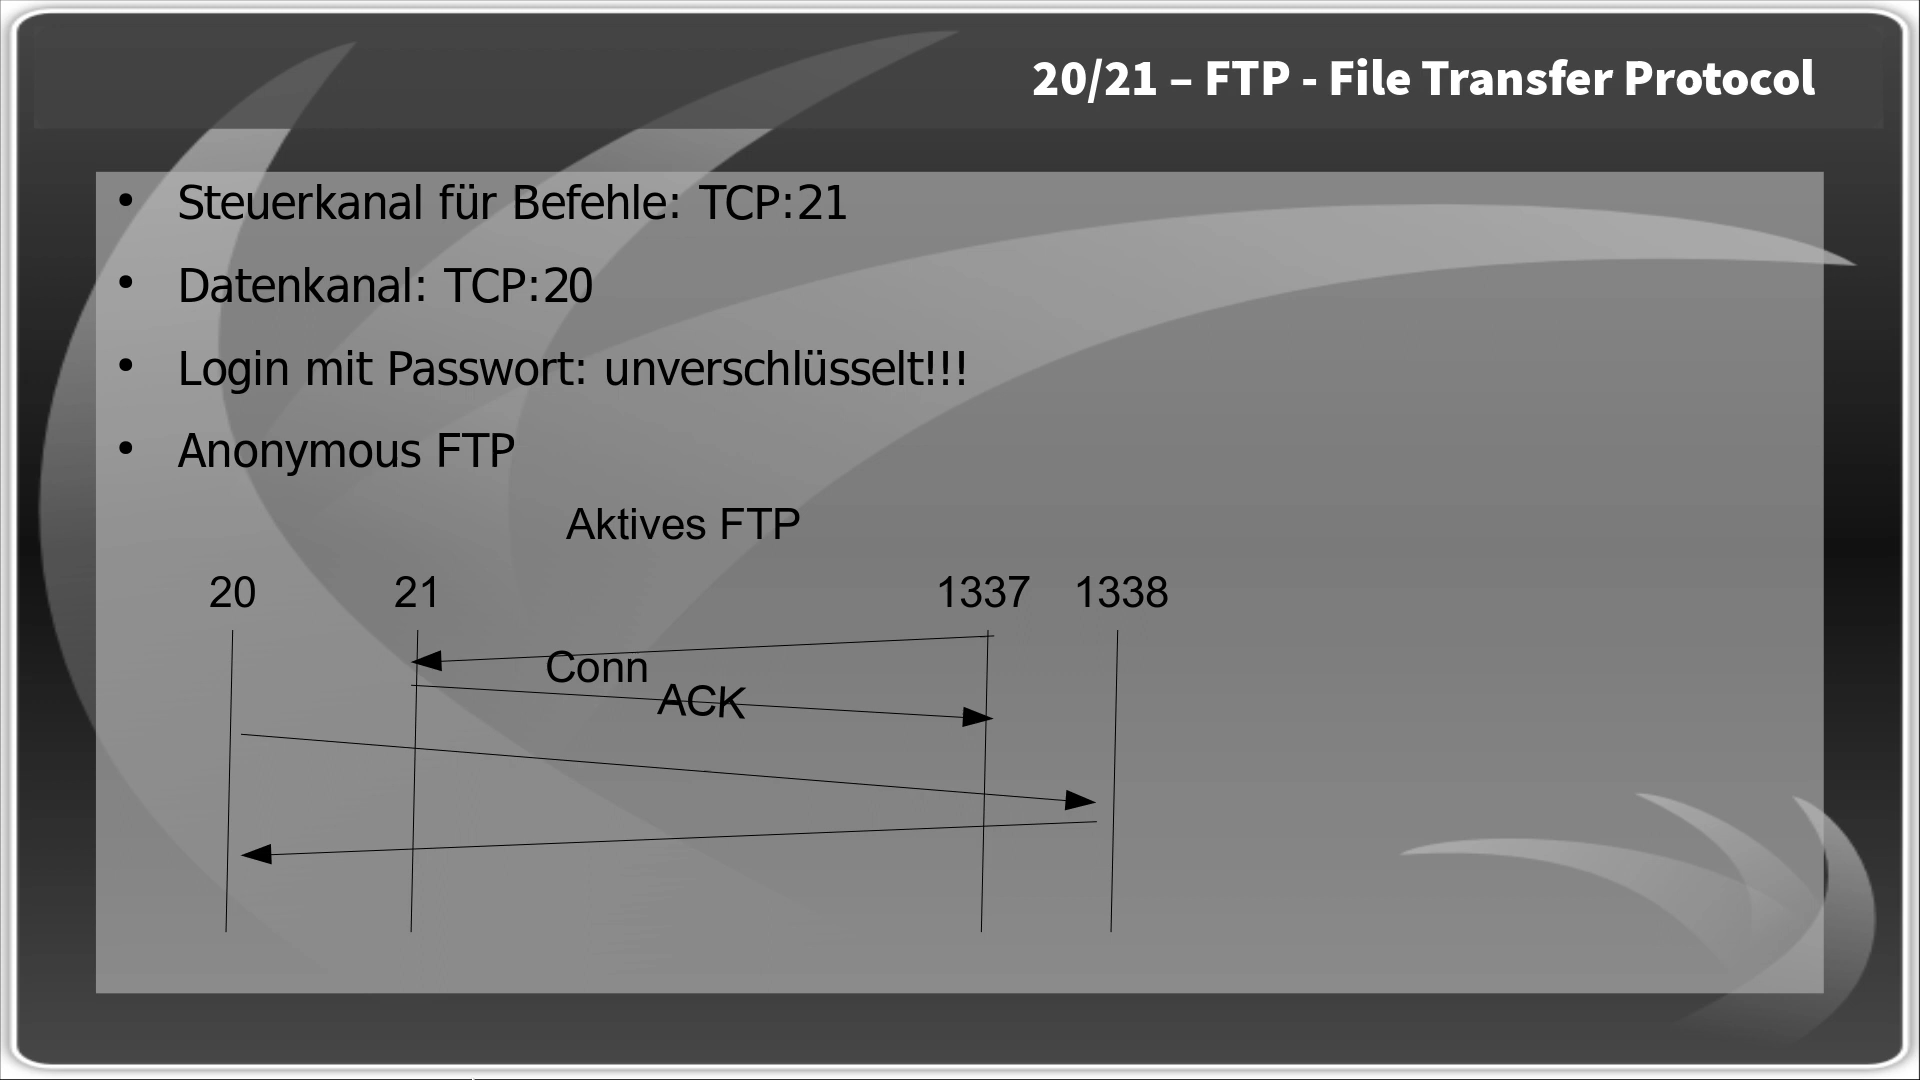 20/21 – FTP - File Transfer Protocol
• Steuerkanal für Befehle: TCP:21
• Datenkanal: TCP:20
• Login mit Passwort: unverschlüsselt!!!
• Anonymous FTP
Aktives FTP
20 21 1337 1338
Conn
ACK